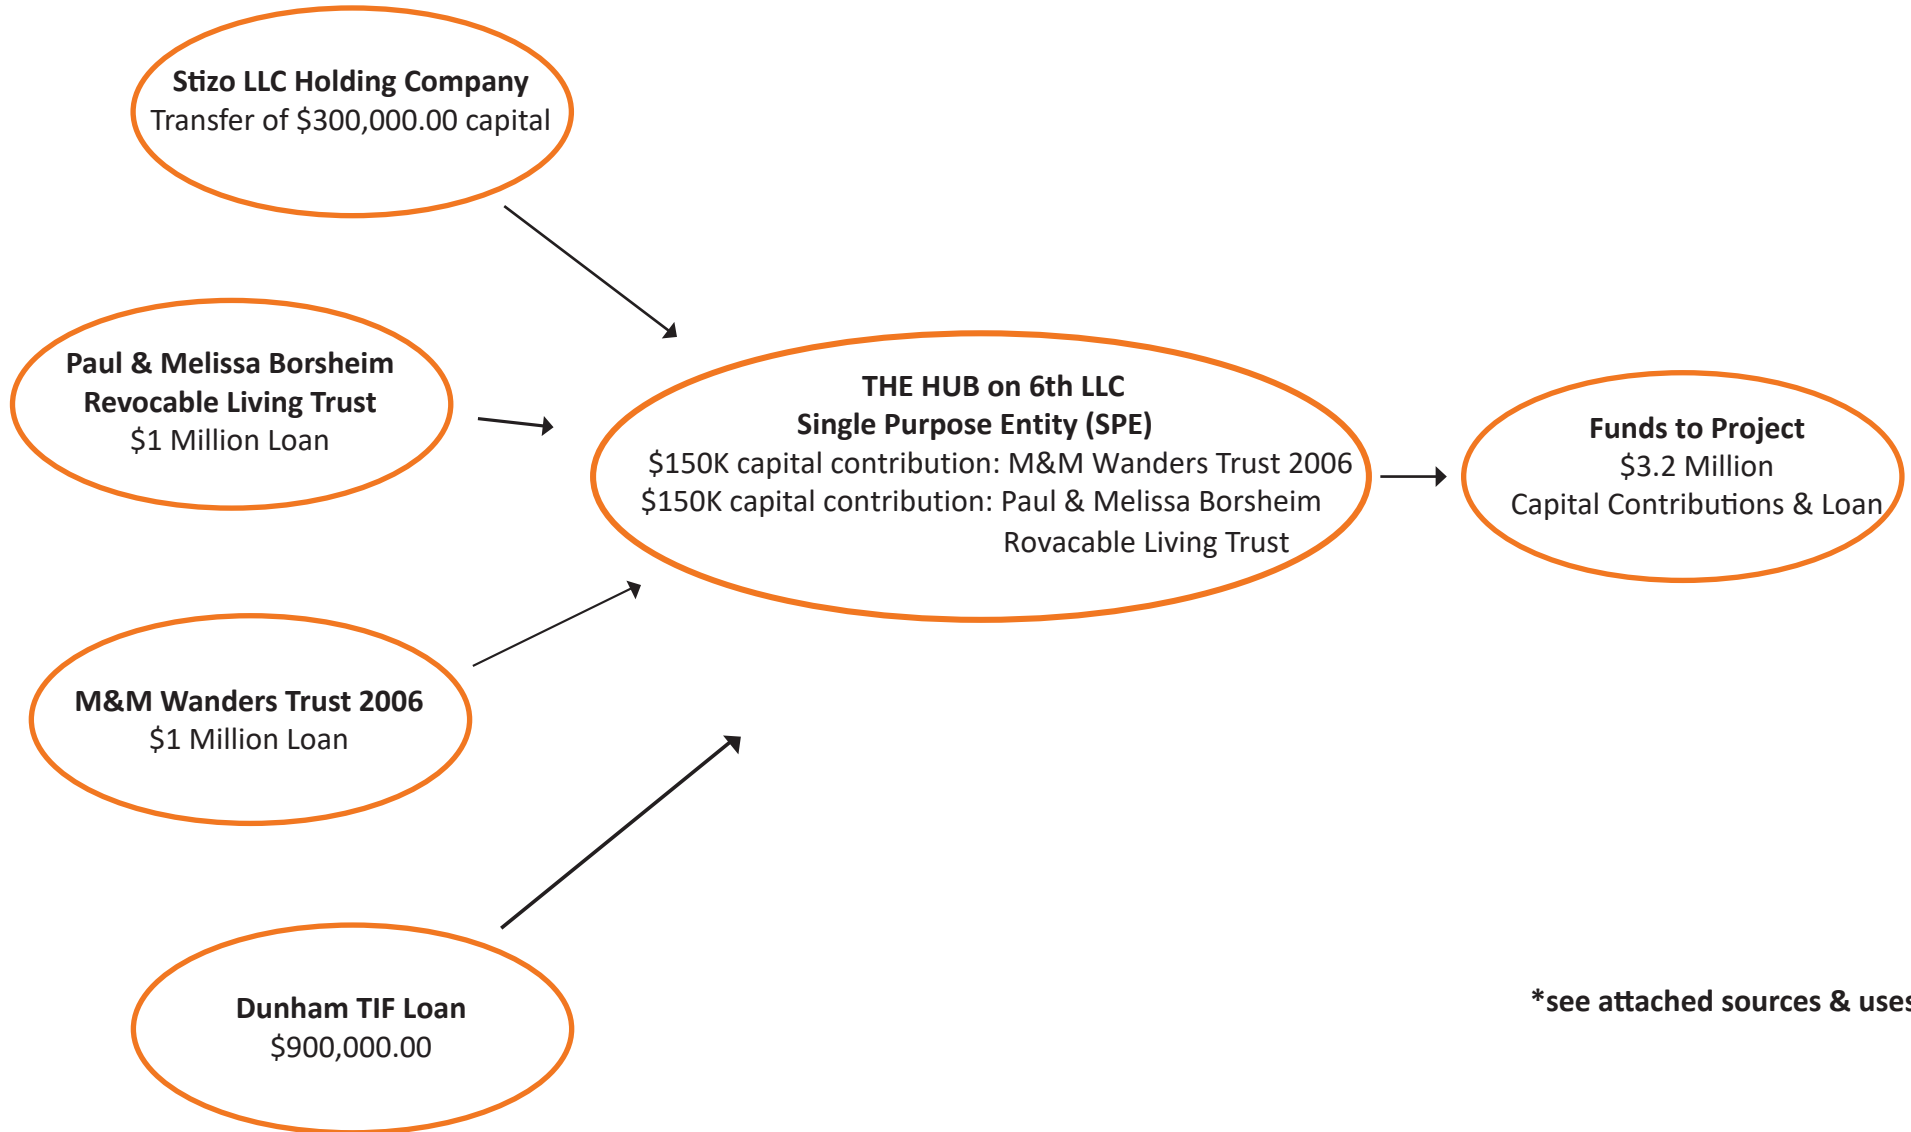 Stizo LLC Holding Company
Transfer of $300,000.00 capital
Paul & Melissa Borsheim
Revocable Living Trust
$1 Million Loan
M&M Wanders Trust 2006
$1 Million Loan
Dunham TIF Loan
$900,000.00
THE HUB on 6th LLC
Single Purpose Entity (SPE)
$150K capital contribution: M&M Wanders Trust 2006
$150K capital contribution: Paul & Melissa Borsheim
Rovacable Living Trust
Funds to Project
$3.2 Million
Capital Contributions & Loan
*see attached sources & uses